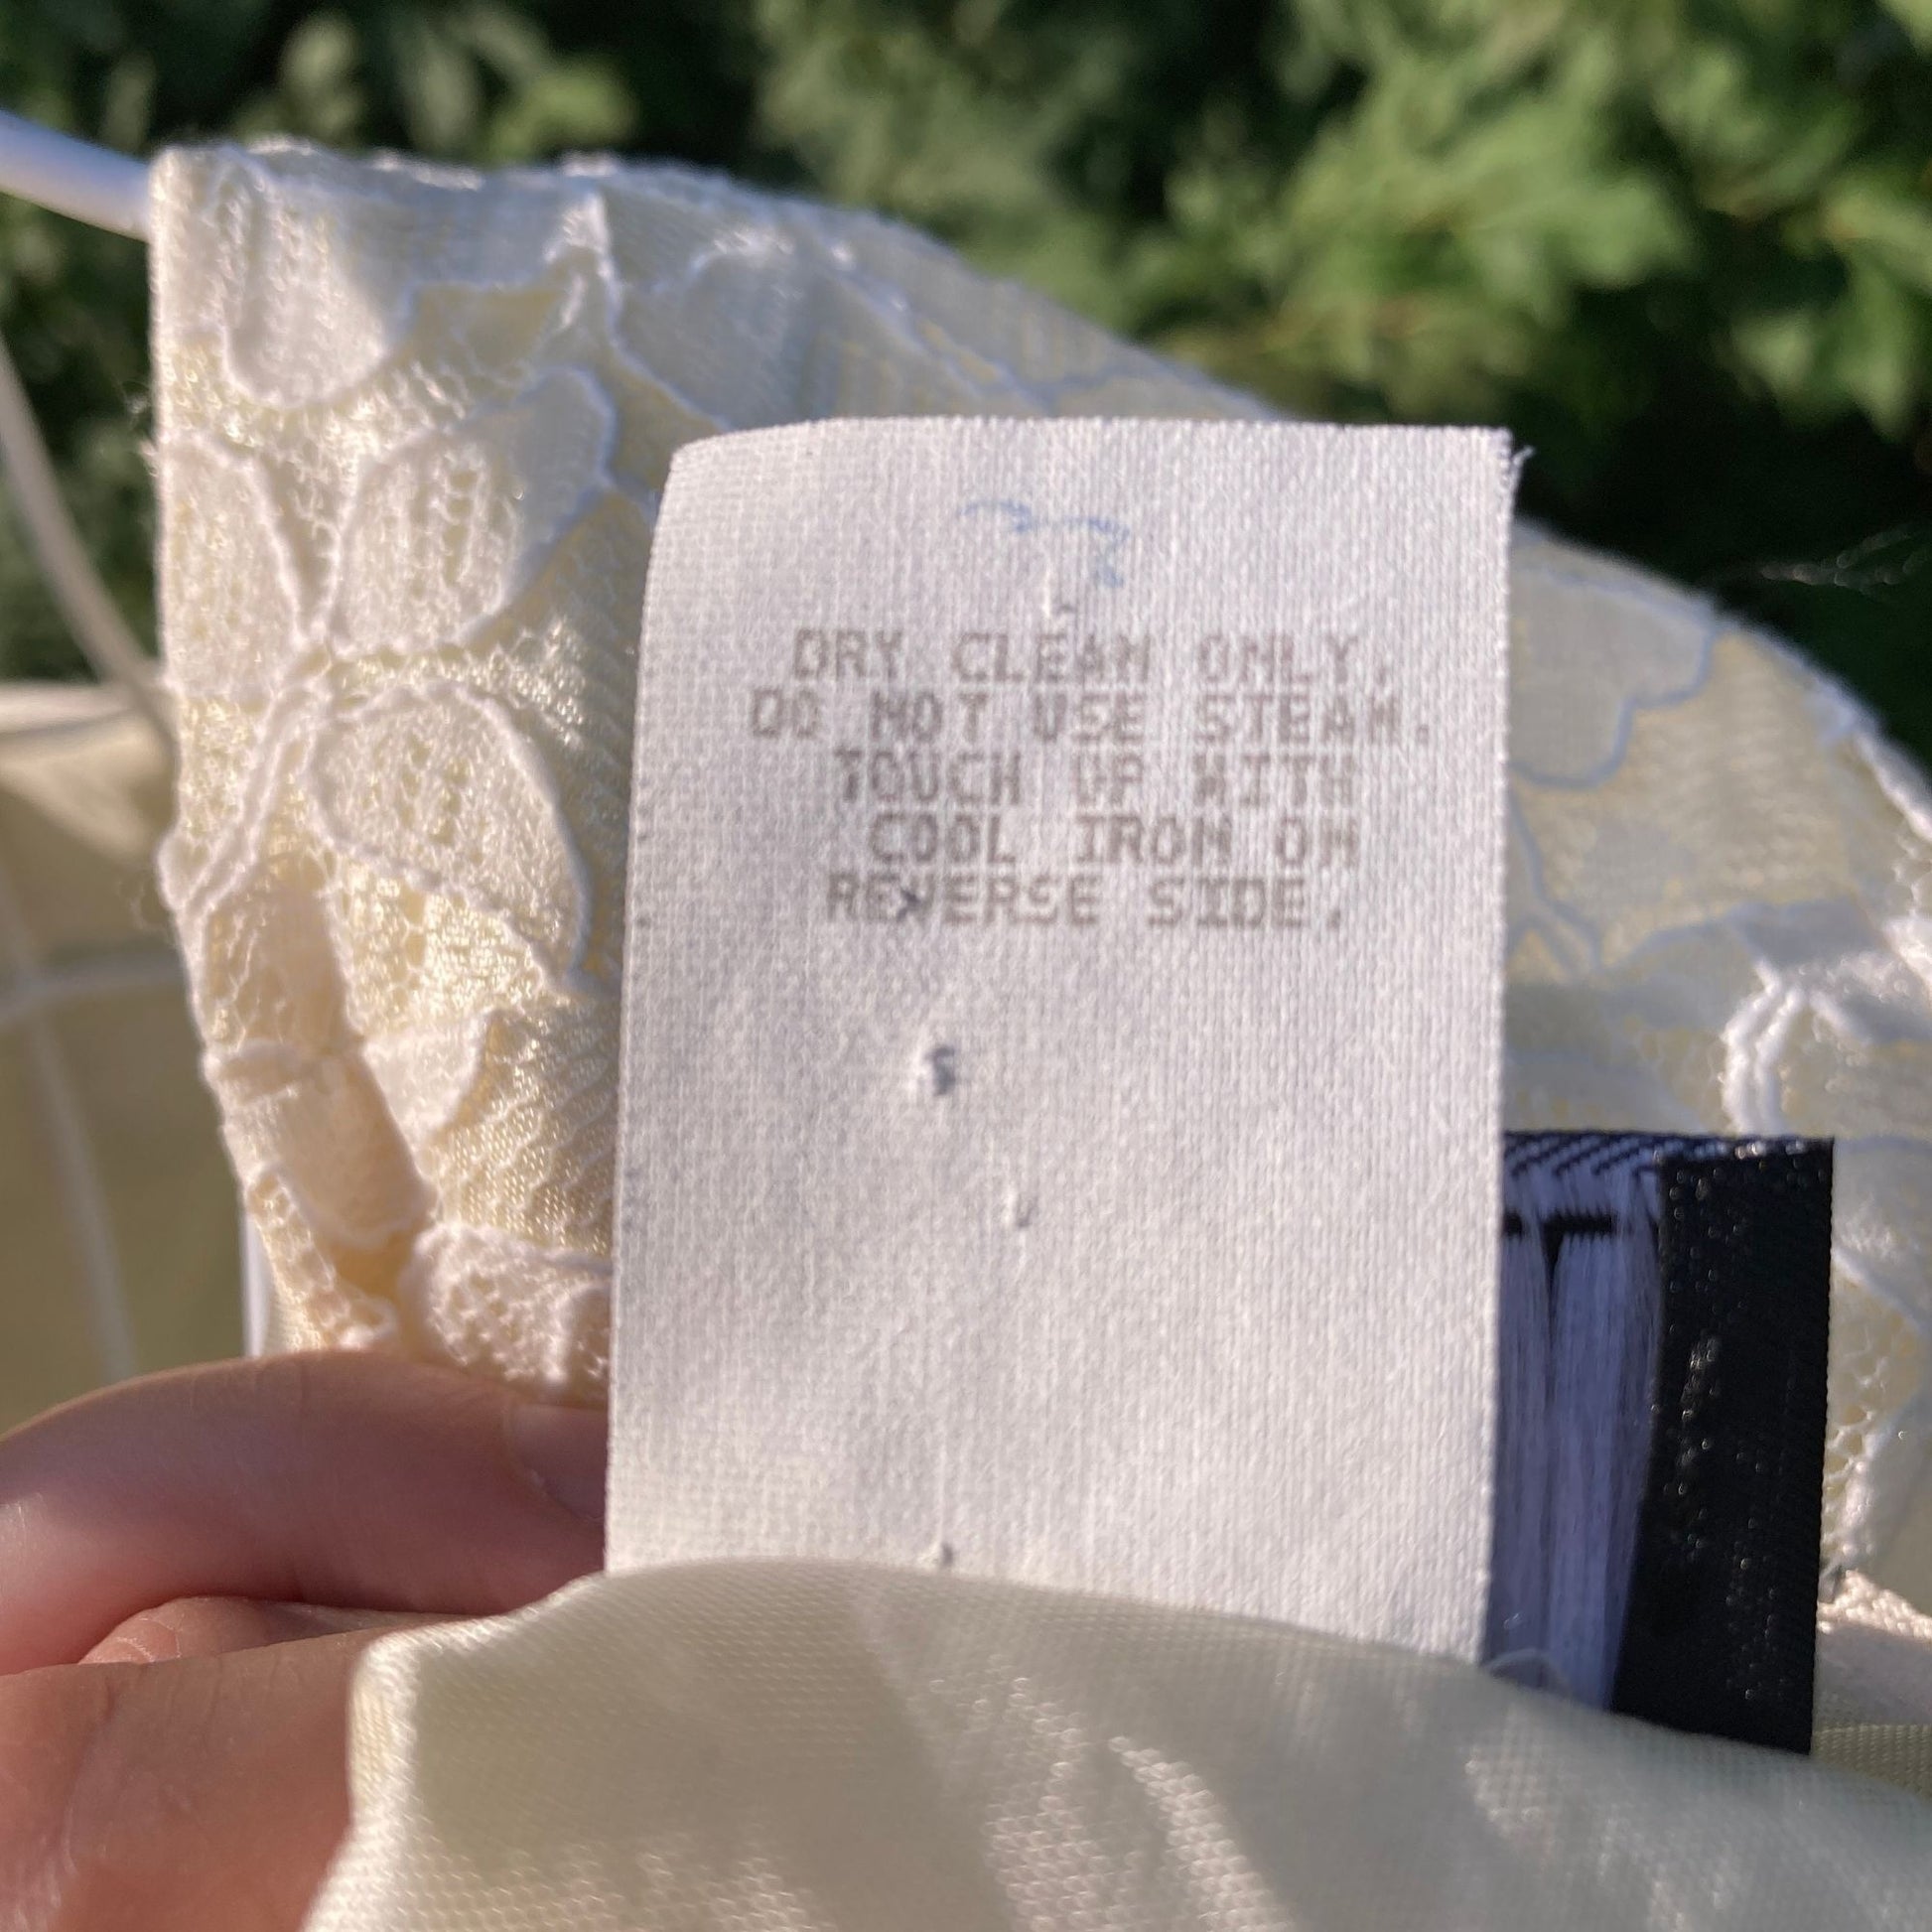 DRY CLEAN ONLY.
DO NOT USE STEAM.
TOUCH UP WITH
COOL IRON ON
REVERSE SIDE.